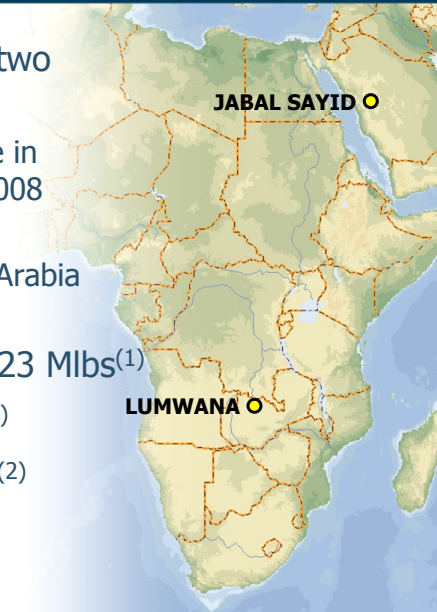 two
JABAL SAYID
e in
008
Arabia
23 Mlbs(1)
LUMWANA
)
(2)